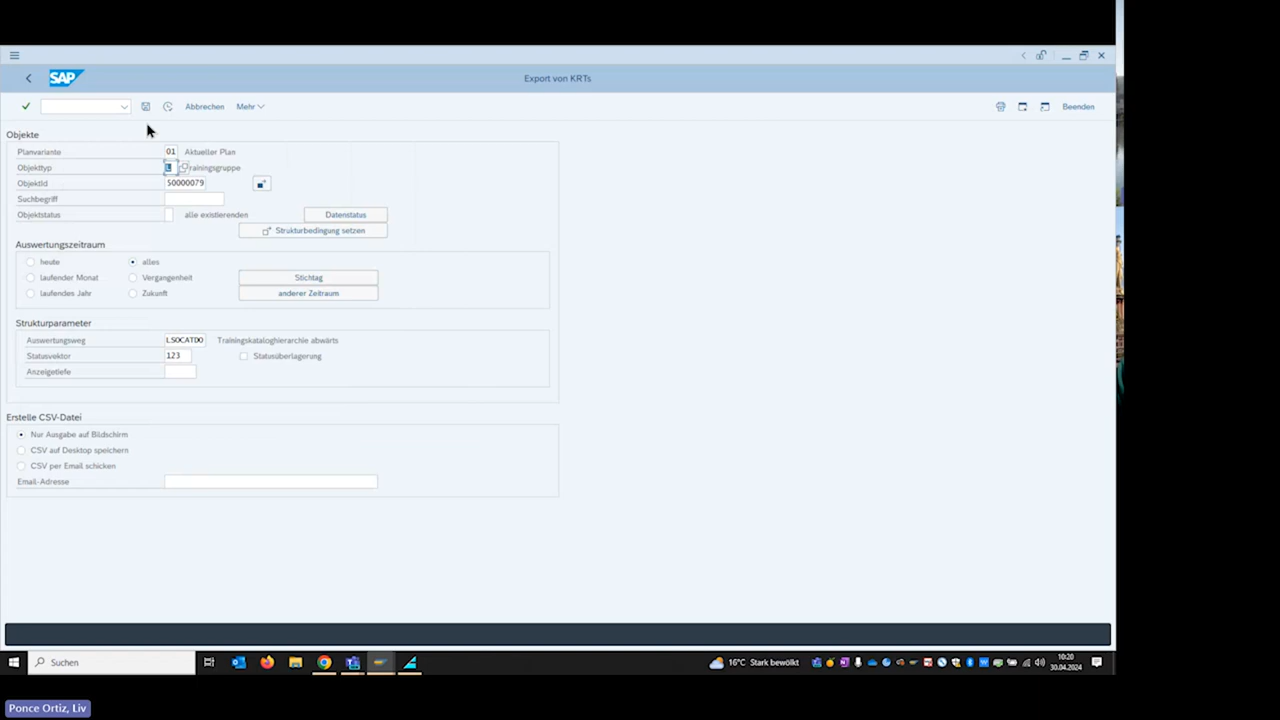 SAP
Export von KRTs
Abbrechen Mehr Beenden
Objekte
Planvariante 01 Aktueller Plan
Objekttyp L Trainingsgruppe
ObjektId 50000079
Suchbegriff
Objektstatus alle existierenden Datenstatus
Strukturbedingung setzen
Auswertungszeitraum
heute alles
laufender Monat Vergangenheit Stichtag
laufendes Jahr Zukunft anderer Zeitraum
Strukturparameter
Auswertungsweg LSOCATDO Trainingskataloghierarchie abwärts
Statusvektor 123 Statusüberlagerung
Anzeigetiefe
Erstelle CSV-Datei
Nur Ausgabe auf Bildschirm
CSV auf Desktop speichern
CSV per Email schicken
Email-Adresse
Suchen 16°C Stark bewölkt 10:20
30.04.2024
Ponce Ortiz, Liv